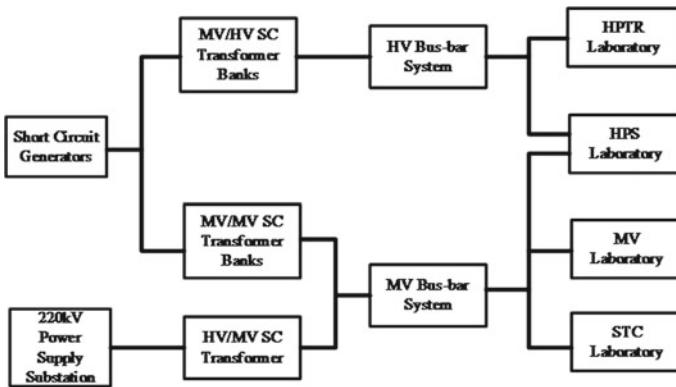 MV/HV SC
Transformer
Banks
HV Bus-bar
System
HPTR
Laboratory
Short Circuit
Generators
HPS
Laboratory
MV/MV SC
Transformer
Banks
MV Bus-bar
System
MV
Laboratory
220kV
Power
Supply
Substation
HV/MV SC
Transformer
STC
Laboratory